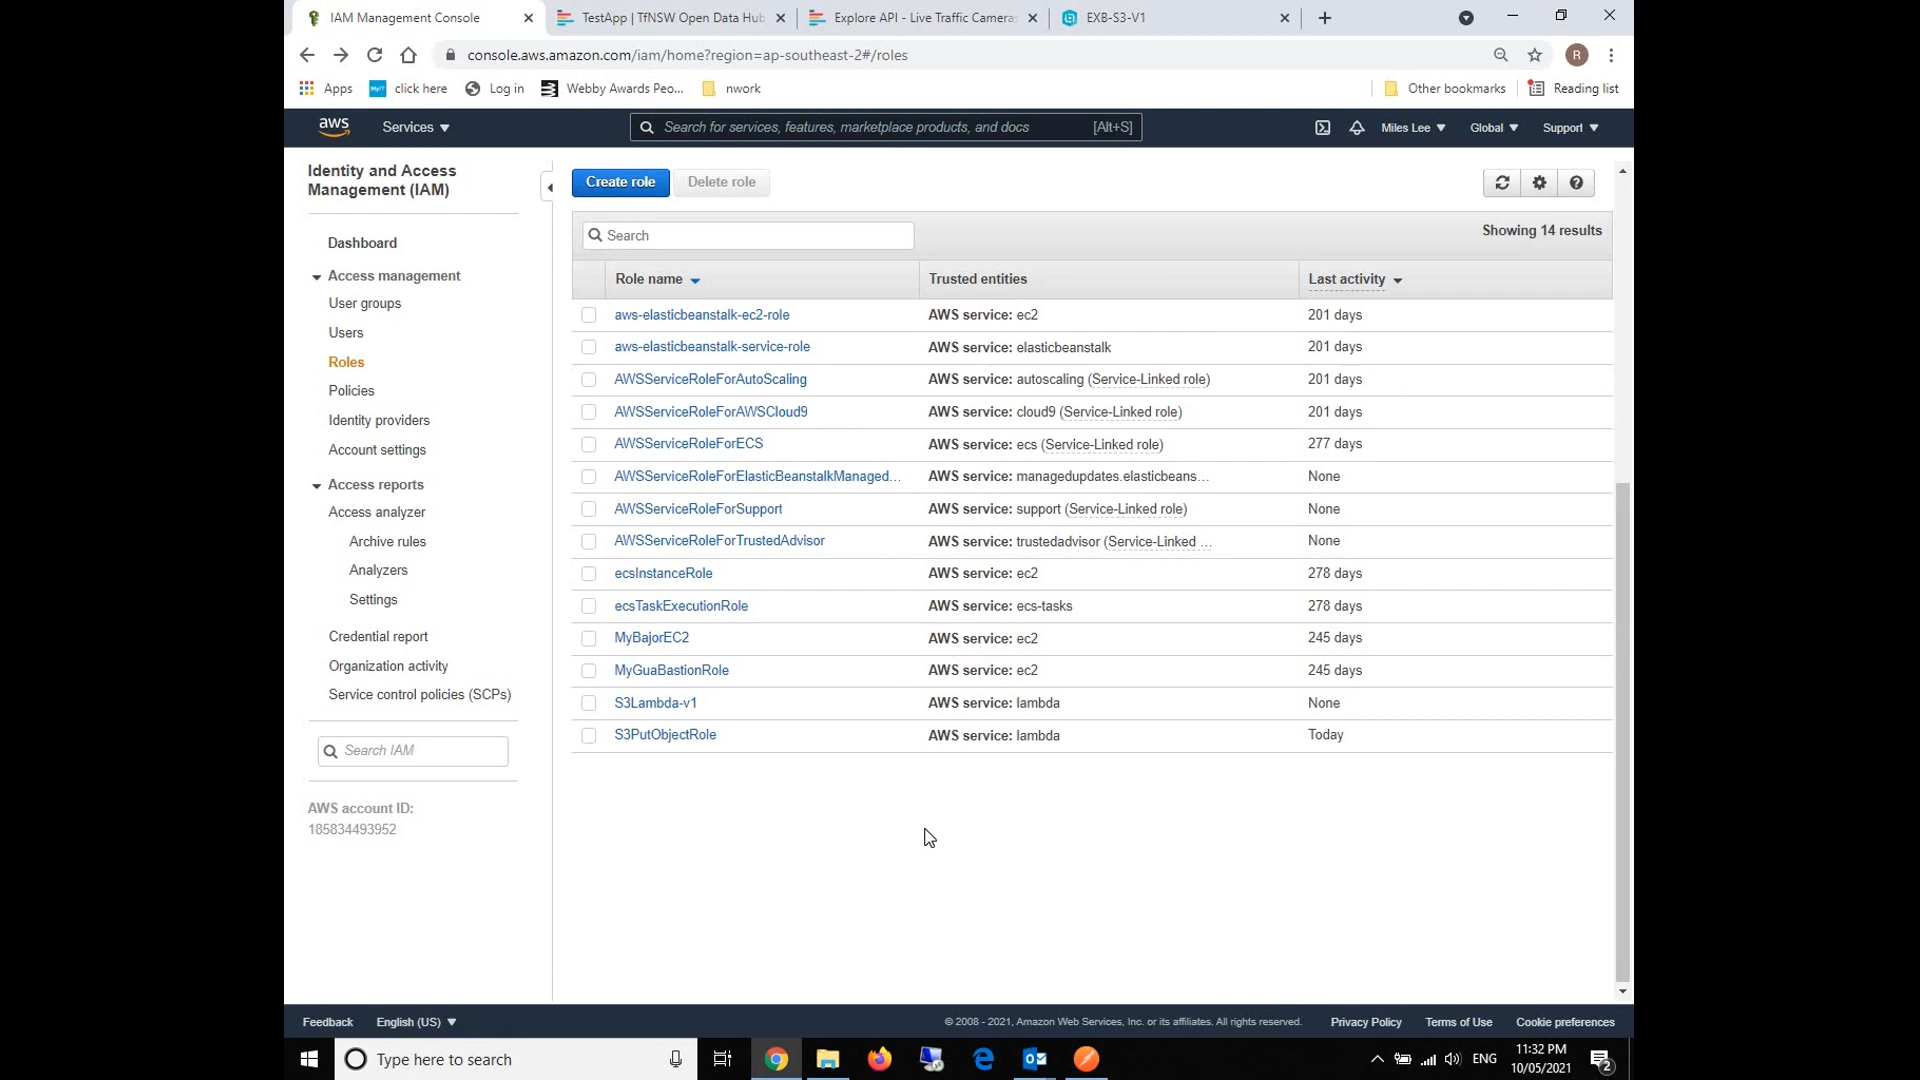 IAM Management Console
TestApp | TfNSW Open Data Hub
Explore API - Live Traffic Cameras
EXB-S3-V1
console.aws.amazon.com/iam/home?region=ap-southeast-2#/roles
R
Apps
MyIT
click here
Log in
Webby Awards Peo...
nwork
Other bookmarks
Reading list
aws
Services
Search for services, features, marketplace products, and docs
[Alt+S]
Miles Lee
Global
Support
Identity and Access
Management (IAM)
Dashboard
Access management
User groups
Users
Roles
Policies
Identity providers
Account settings
Access reports
Access analyzer
Archive rules
Analyzers
Settings
Credential report
Organization activity
Service control policies (SCPs)
Search IAM
AWS account ID:
185834493952
Create role
Delete role
Search
Showing 14 results
Role name
Trusted entities
Last activity
aws-elasticbeanstalk-ec2-role
AWS service: ec2
201 days
aws-elasticbeanstalk-service-role
AWS service: elasticbeanstalk
201 days
AWSServiceRoleForAutoScaling
AWS service: autoscaling (Service-Linked role)
201 days
AWSServiceRoleForAWSCloud9
AWS service: cloud9 (Service-Linked role)
201 days
AWSServiceRoleForECS
AWS service: ecs (Service-Linked role)
277 days
AWSServiceRoleForElasticBeanstalkManaged...
AWS service: managedupdates.elasticbeans...
None
AWSServiceRoleForSupport
AWS service: support (Service-Linked role)
None
AWSServiceRoleForTrustedAdvisor
AWS service: trustedadvisor (Service-Linked ...
None
ecsInstanceRole
AWS service: ec2
278 days
ecsTaskExecutionRole
AWS service: ecs-tasks
278 days
MyBajorEC2
AWS service: ec2
245 days
MyGuaBastionRole
AWS service: ec2
245 days
S3Lambda-v1
AWS service: lambda
None
S3PutObjectRole
AWS service: lambda
Today
Feedback
English (US)
© 2008 - 2021, Amazon Web Services, Inc. or its affiliates. All rights reserved.
Privacy Policy
Terms of Use
Cookie preferences
Type here to search
ENG
11:32 PM
10/05/2021
2